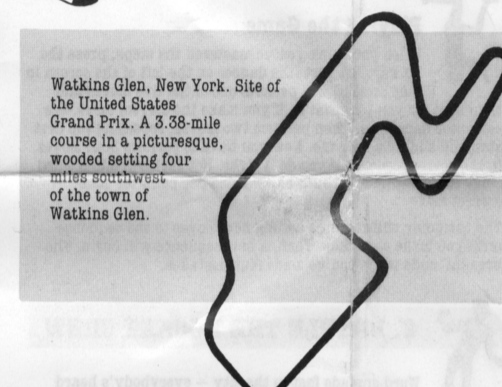 Watkins Glen, New York. Site of
the United States
Grand Prix. A 3.38-mile
course in a picturesque,
wooded setting four
miles southwest
of the town of
Watkins Glen.